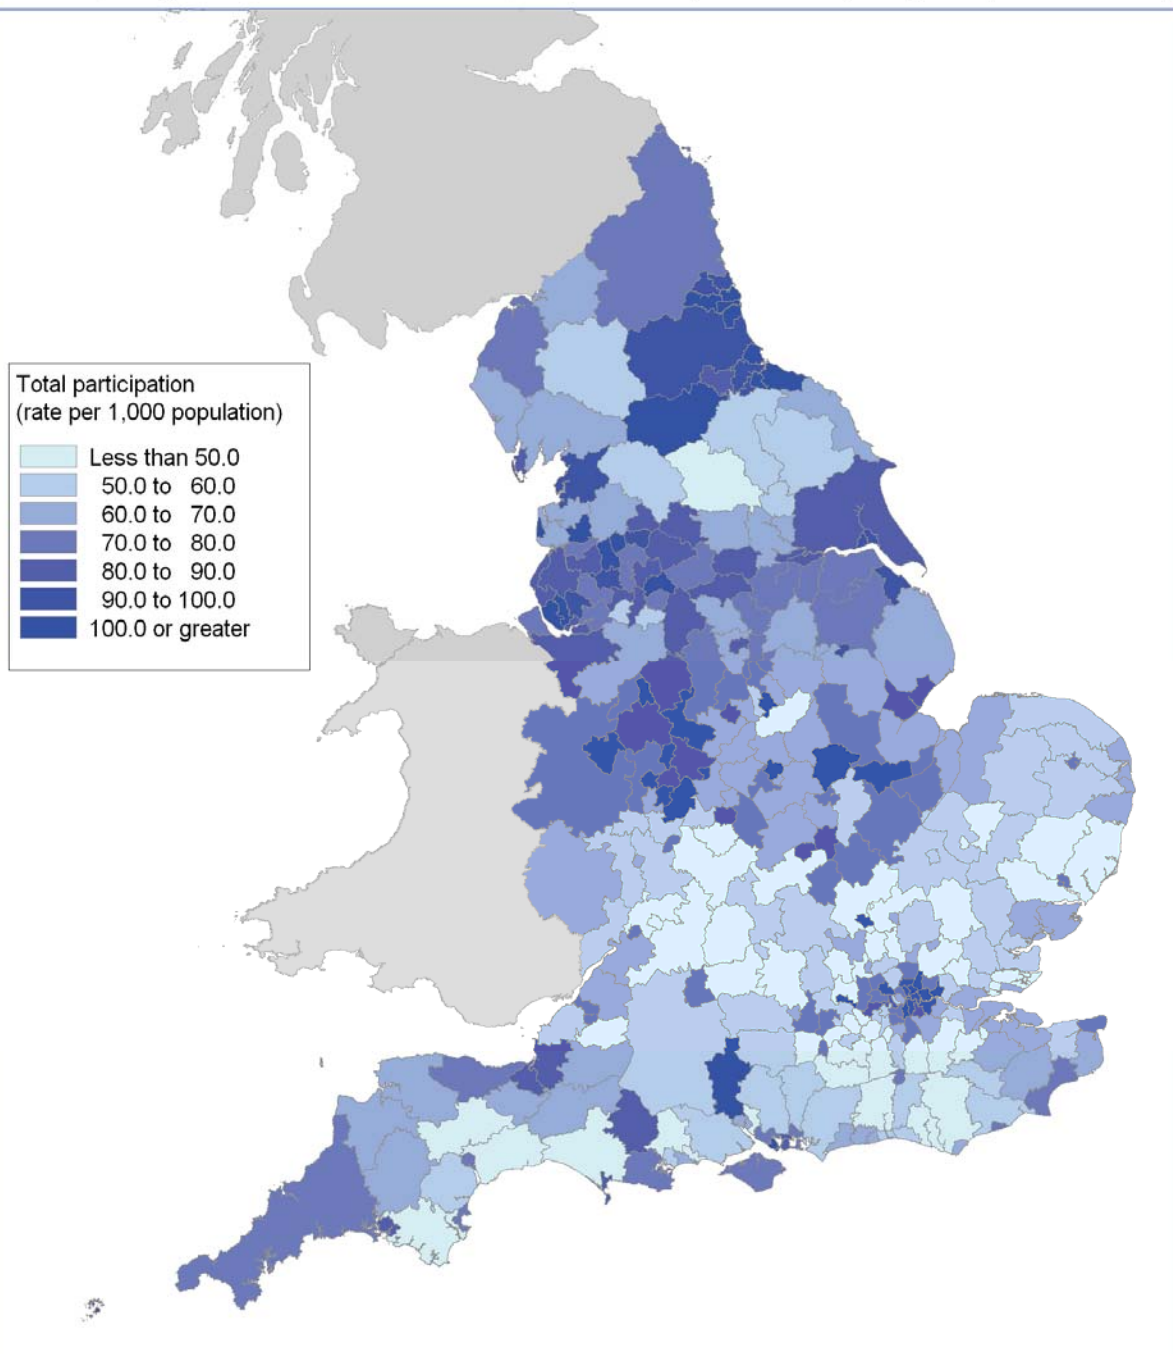 Total participation
(rate per 1,000 population)
Less than 50.0
50.0 to 60.0
60.0 to 70.0
70.0 to 80.0
80.0 to 90.0
90.0 to 100.0
100.0 or greater